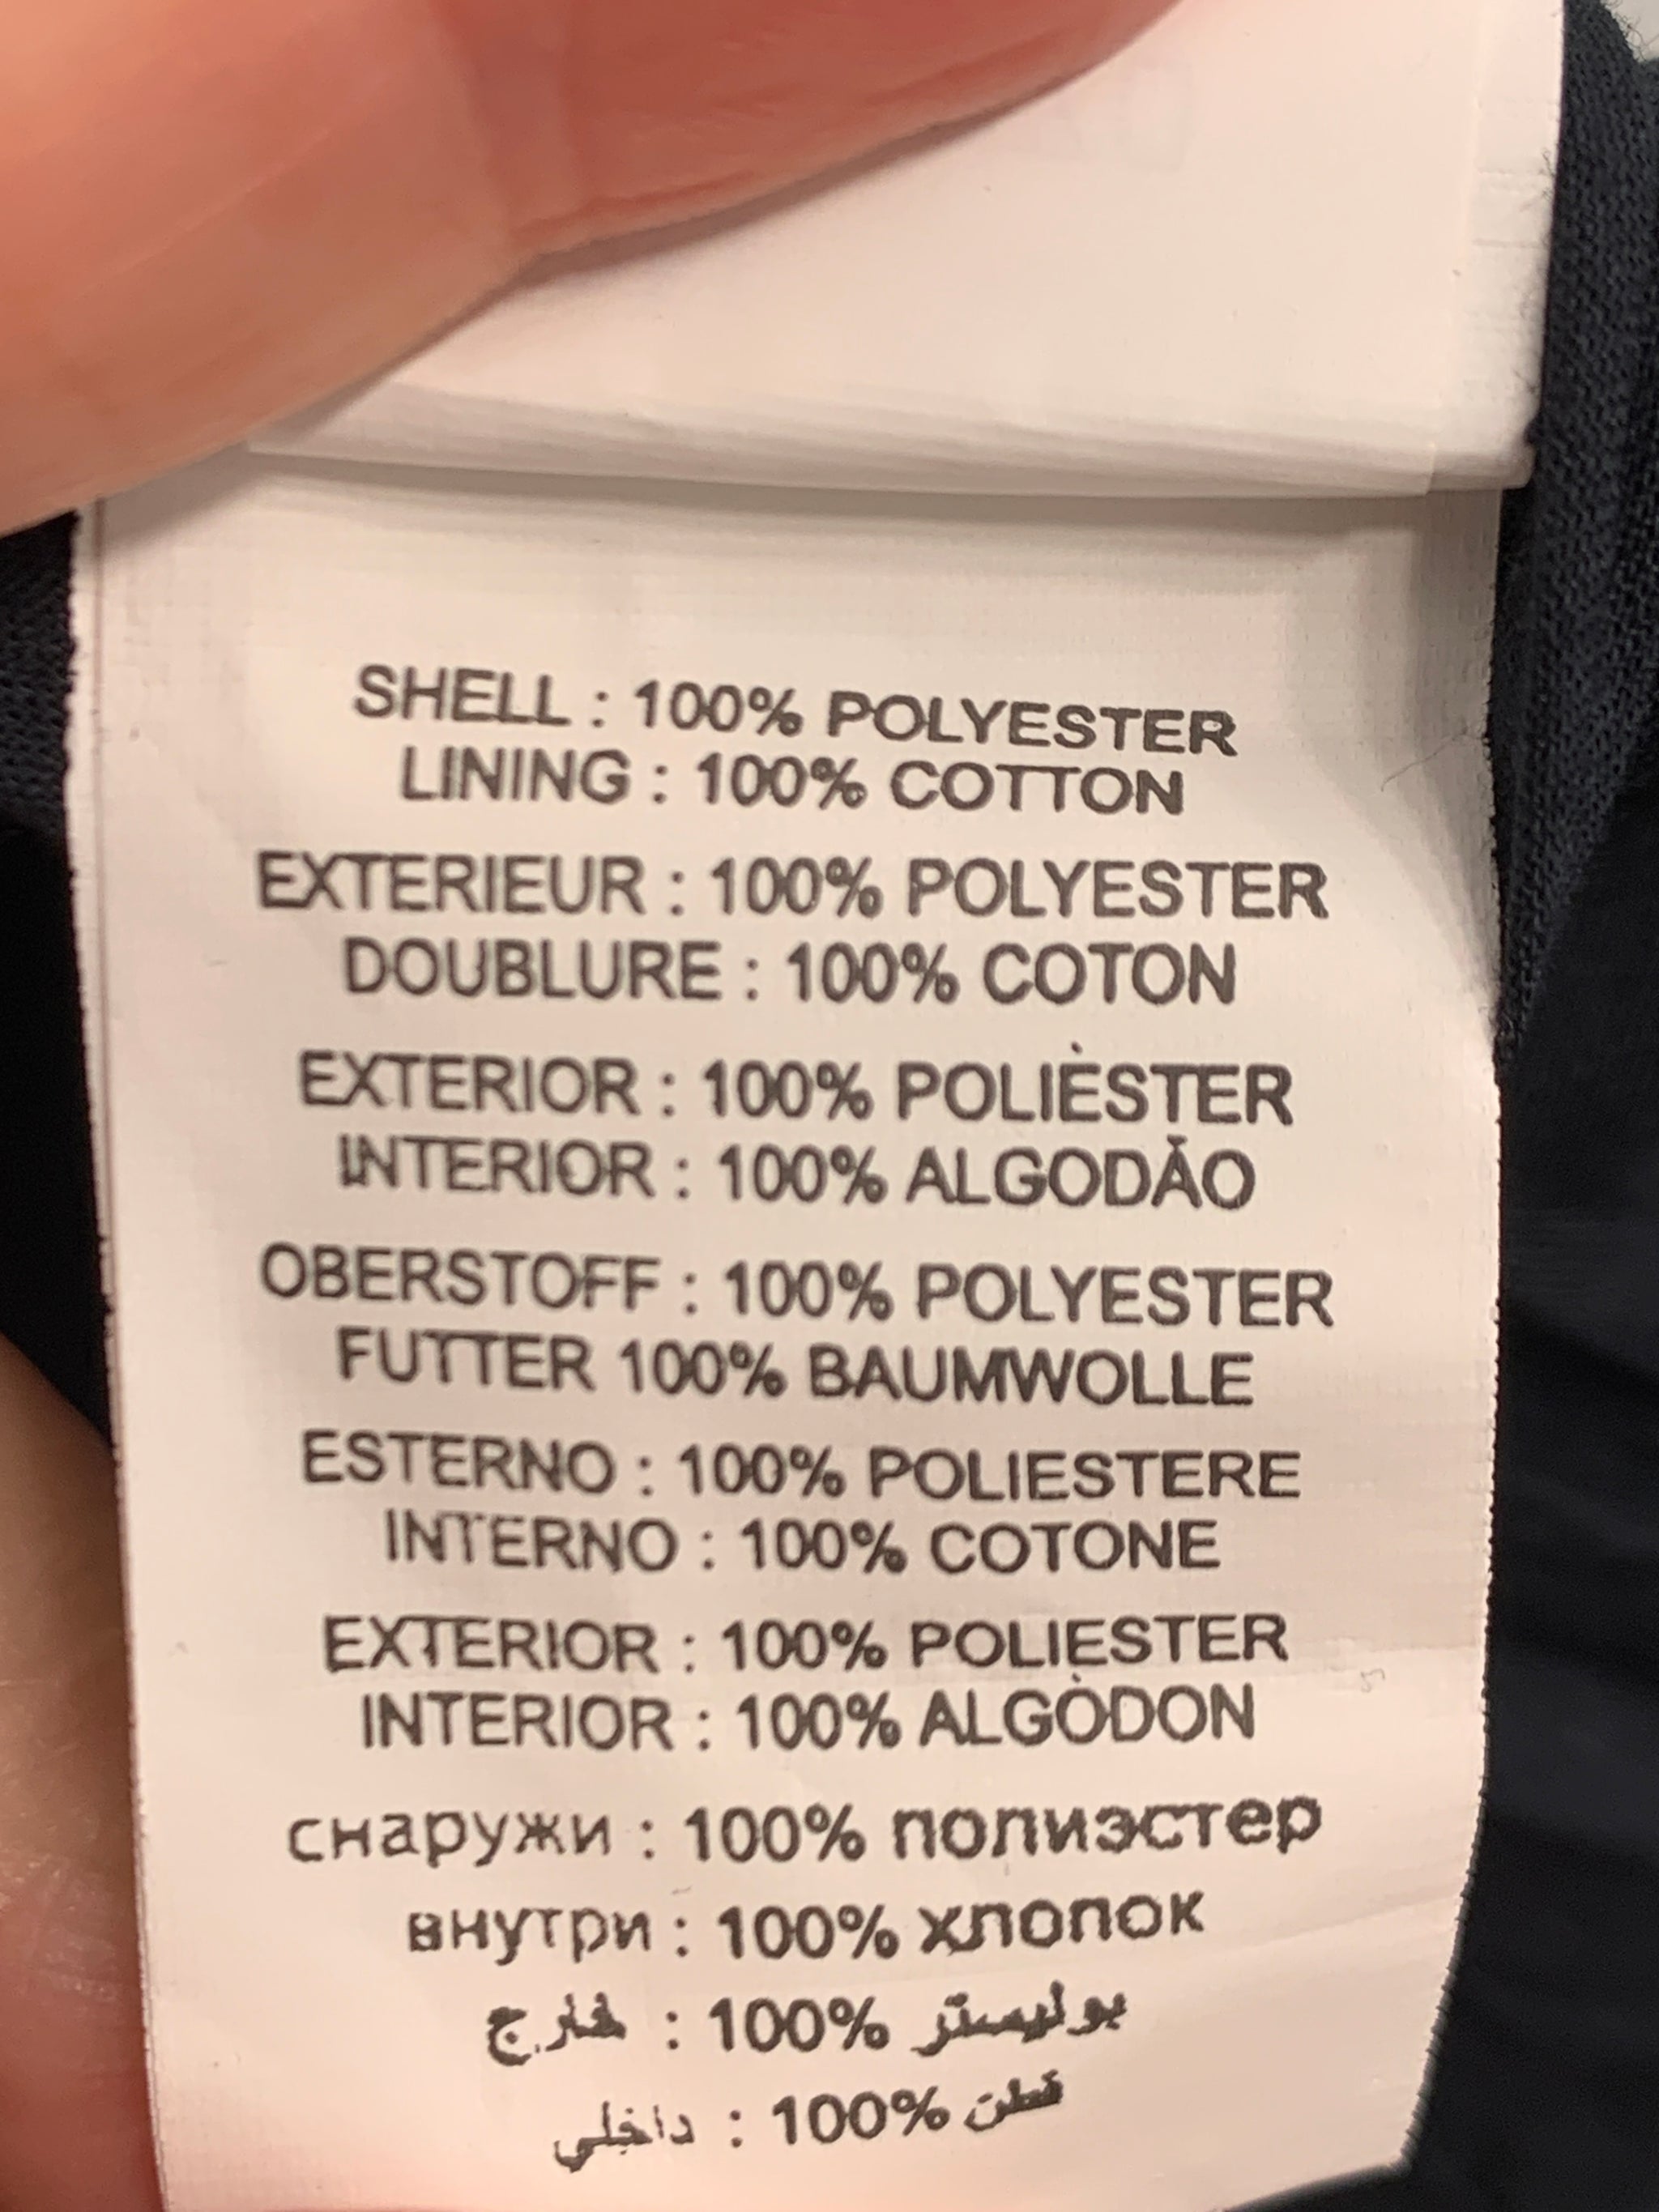 SHELL : 100% POLYESTER
LINING : 100% COTTON
EXTERIEUR : 100% POLYESTER
DOUBLURE : 100% COTON
EXTERIOR : 100% POLIÈSTER
INTERIOR : 100% ALGODÃO
OBERSTOFF : 100% POLYESTER
FUTTER 100% BAUMWOLLE
ESTERNO : 100% POLIESTERE
INTERNO : 100% COTONE
EXTERIOR : 100% POLIESTER
INTERIOR : 100% ALGÒDON
снаружи : 100% полиэстер
внутри : 100% хлопок
خارج : 100% بوليستر
داخلي : 100% قطن